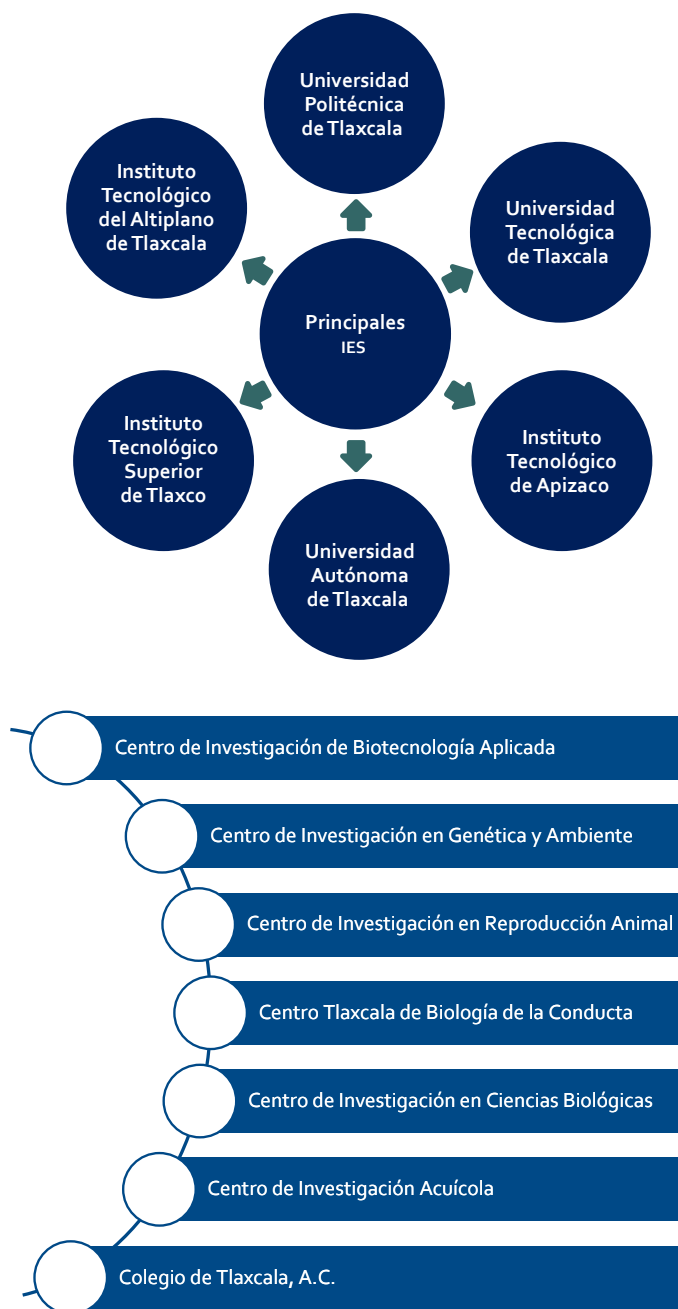 Universidad
Politécnica
de Tlaxcala
Instituto
Tecnológico
del Altiplano
de Tlaxcala
Universidad
Tecnológica
de Tlaxcala
Principales
IES
Instituto
Tecnológico
Superior
de Tlaxco
Instituto
Tecnológico
de Apizaco
Universidad
Autónoma
de Tlaxcala
Centro de Investigación de Biotecnología Aplicada
Centro de Investigación en Genética y Ambiente
Centro de Investigación en Reproducción Animal
Centro Tlaxcala de Biología de la Conducta
Centro de Investigación en Ciencias Biológicas
Centro de Investigación Acuícola
Colegio de Tlaxcala, A.C.